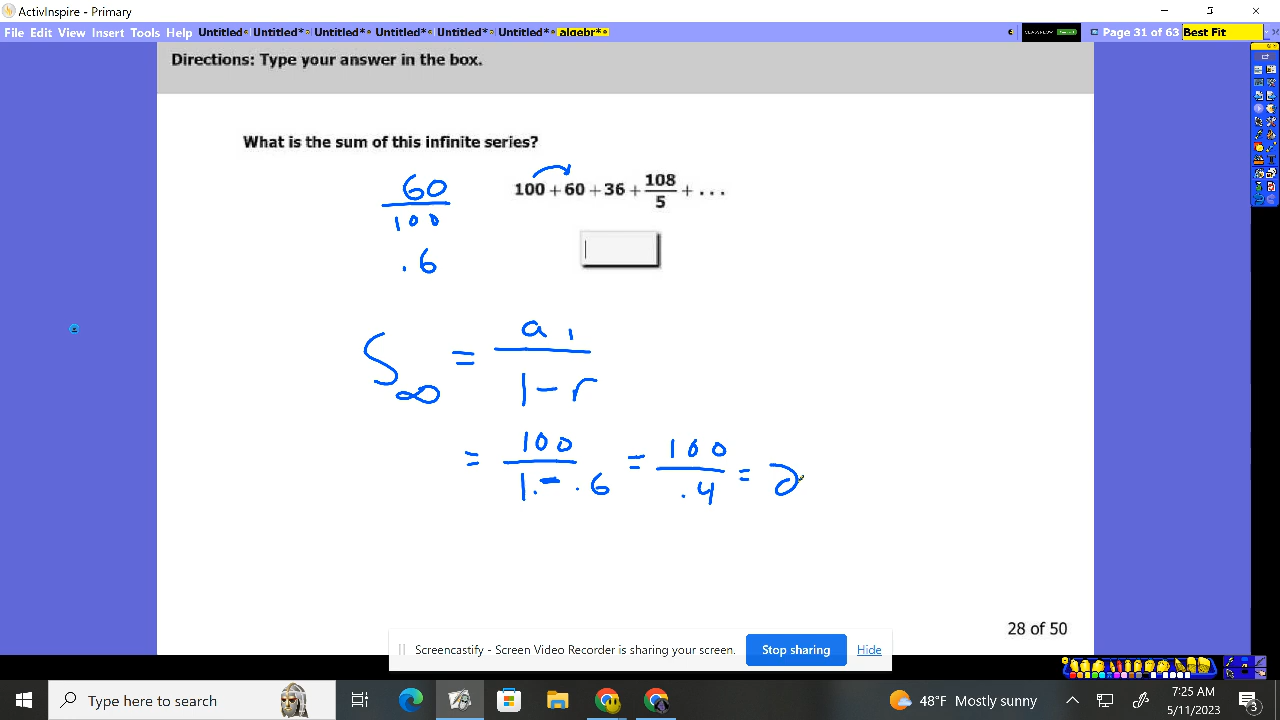 ActivInspire - Primary
File Edit View Insert Tools Help Untitled* Untitled* Untitled* Untitled* Untitled* Untitled* algebr* Page 31 of 63 Best Fit
Directions: Type your answer in the box.
What is the sum of this infinite series?
100 + 60 + 36 + 108/5 + . . .
60/100
.6
S∞ = a1/1 - r
= 100/1. - .6 = 100/.4 = 2
28 of 50
Screencastify - Screen Video Recorder is sharing your screen. Stop sharing Hide
Type here to search 48°F Mostly sunny 7:25 AM
5/11/2023 3